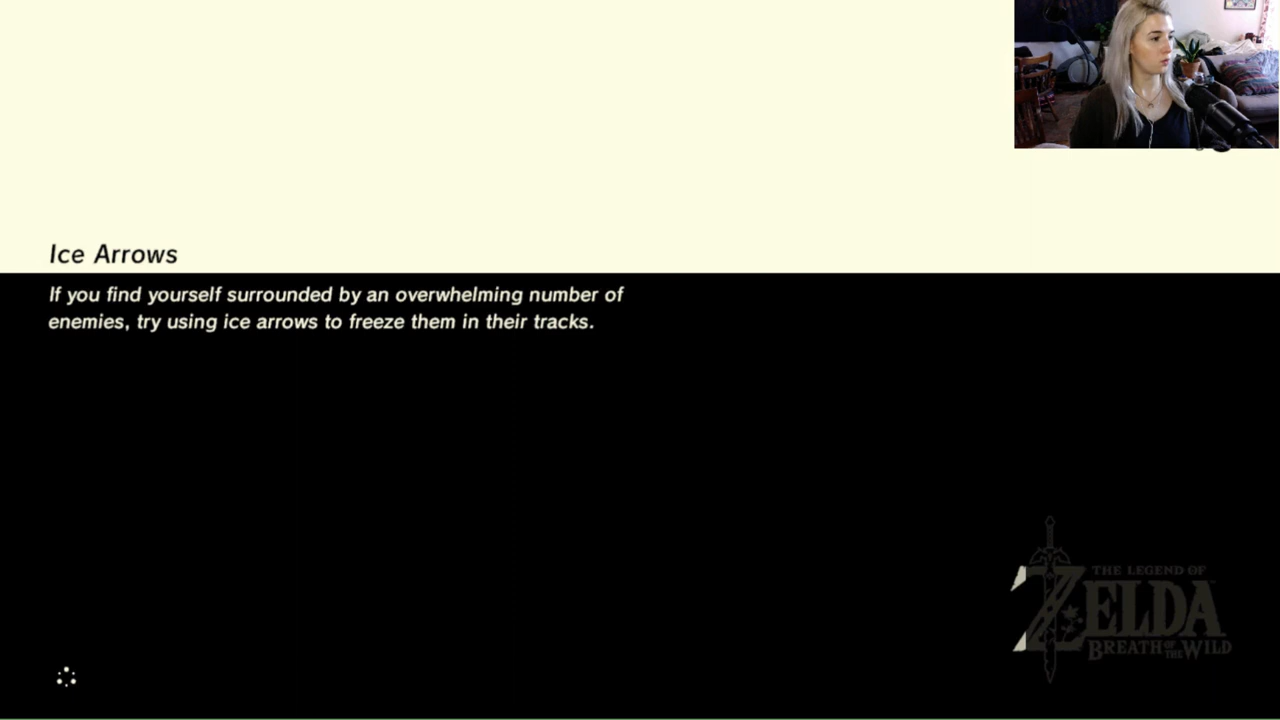 Ice Arrows
If you find yourself surrounded by an overwhelming number of
enemies, try using ice arrows to freeze them in their tracks.
THE LEGEND OF
ZELDA
BREATH OF THE WILD